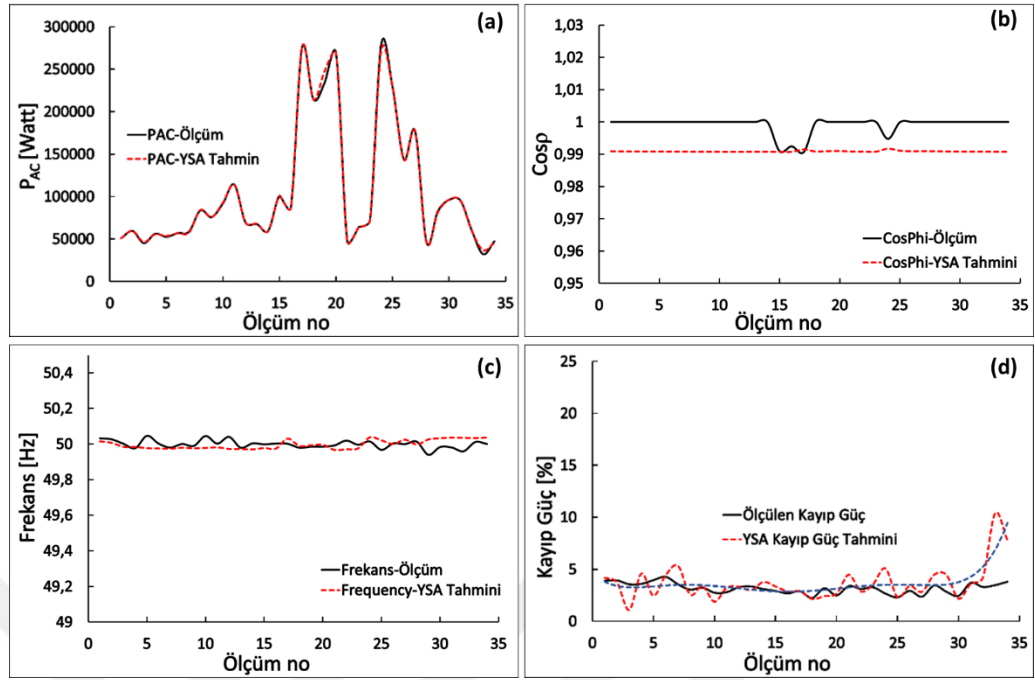 (a)
300000
250000
200000
150000
100000
50000
0
P_AC [Watt]
PAC-Ölçüm
PAC-YSA Tahmin
0 5 10 15 20 25 30 35
Ölçüm no
(b)
1,03
1,02
1,01
1
0,99
0,98
0,97
0,96
0,95
Cosρ
CosPhi-Ölçüm
CosPhi-YSA Tahmini
0 5 10 15 20 25 30 35
Ölçüm no
(c)
50,4
50,2
50
49,8
49,6
49,4
49,2
49
Frekans [Hz]
Frekans-Ölçüm
Frequency-YSA Tahmini
0 5 10 15 20 25 30 35
Ölçüm no
(d)
25
20
15
10
5
0
Kayıp Güç [%]
Ölçülen Kayıp Güç
YSA Kayıp Güç Tahmini
0 5 10 15 20 25 30 35
Ölçüm no